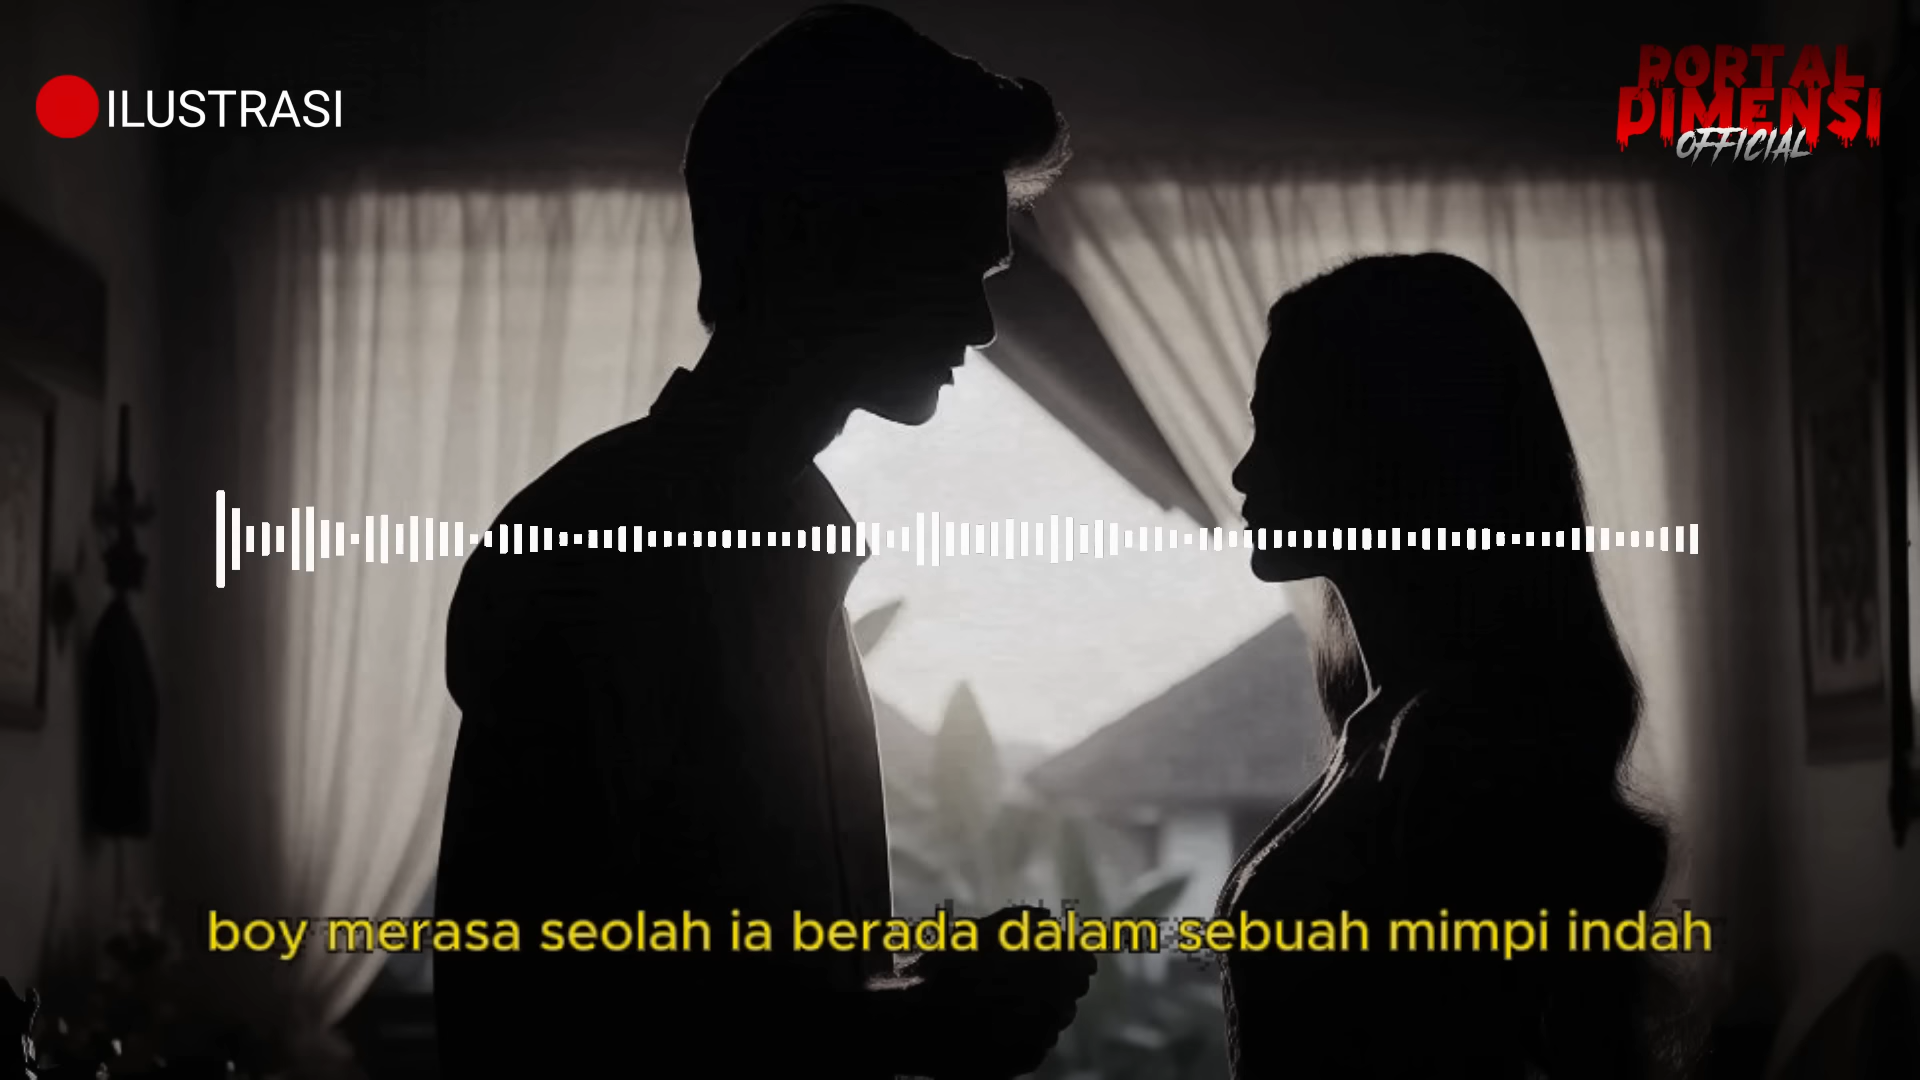 ILUSTRASI
PORTAL
DIMENSI
OFFICIAL
boy merasa seolah ia berada dalam sebuah mimpi indah